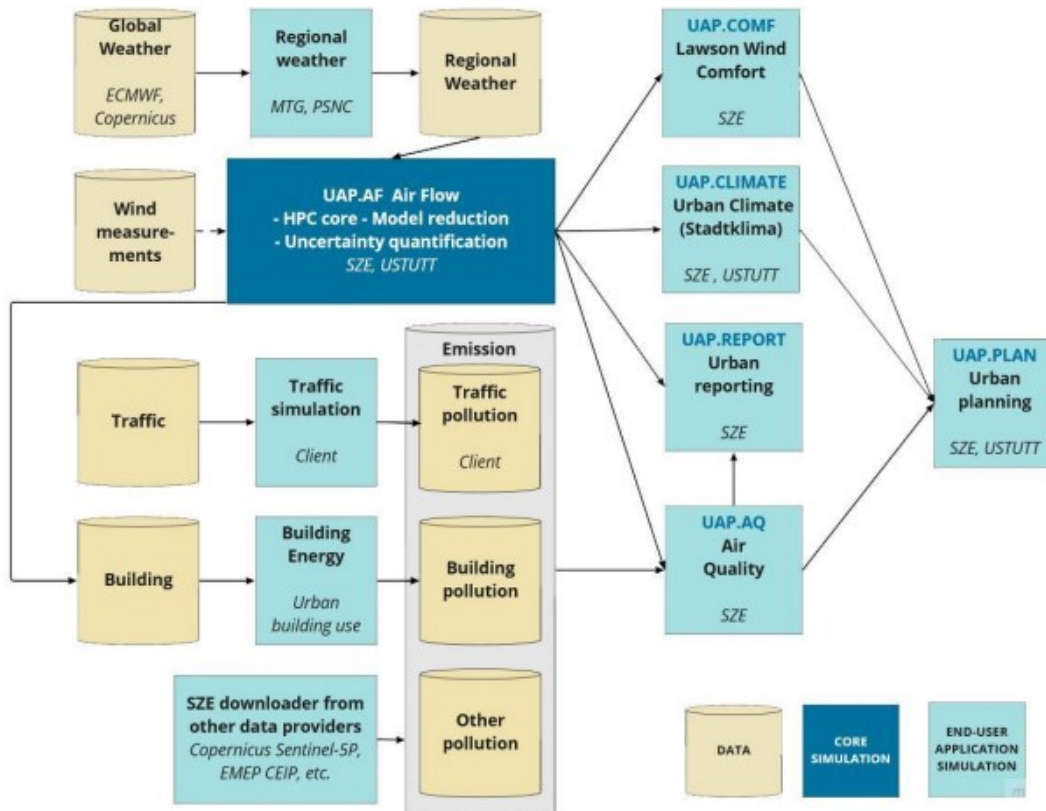 Global
Weather
ECMWF,
Copernicus
Regional
weather
MTG, PSNC
Regional
Weather
UAP.COMF
Lawson Wind
Comfort
SZE
Wind
measure-
ments
UAP.AF Air Flow
- HPC core - Model reduction
- Uncertainty quantification
SZE, USTUTT
UAP.CLIMATE
Urban Climate
(Stadtklima)
SZE , USTUTT
Emission
Traffic
Traffic
simulation
Client
Traffic
pollution
Client
UAP.REPORT
Urban
reporting
SZE
UAP.PLAN
Urban
planning
SZE, USTUTT
Building
Building
Energy
Urban
building use
Building
pollution
UAP.AQ
Air
Quality
SZE
SZE downloader from
other data providers
Copernicus Sentinel-5P,
EMEP CEIP, etc.
Other
pollution
DATA
CORE
SIMULATION
END-USER
APPLICATION
SIMULATION
m